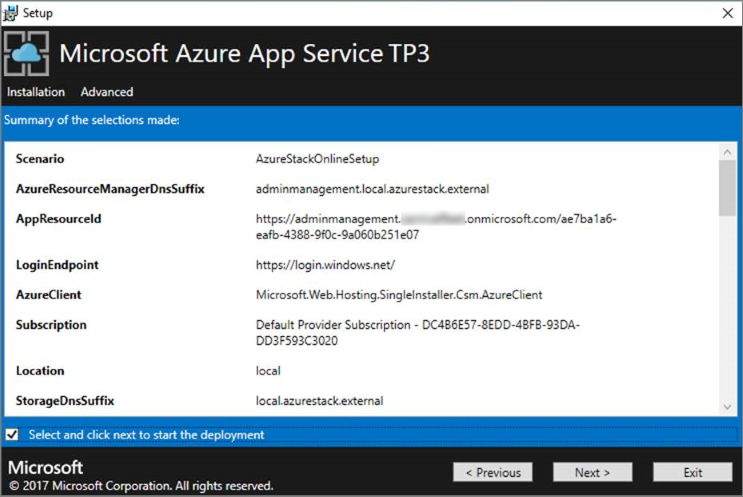 Setup
Microsoft Azure App Service TP3
Installation Advanced
Summary of the selections made:
Scenario AzureStackOnlineSetup
AzureResourceManagerDnsSuffix adminmanagement.local.azurestack.external
AppResourceId https://adminmanagement. .onmicrosoft.com/ae7ba1a6-
eafb-4388-9f0c-9a060b251e07
LoginEndpoint https://login.windows.net/
AzureClient Microsoft.Web.Hosting.SingleInstaller.Csm.AzureClient
Subscription Default Provider Subscription - DC4B6E57-8EDD-4BFB-93DA-
DD3F593C3020
Location local
StorageDnsSuffix local.azurestack.external
Select and click next to start the deployment
Microsoft
© 2017 Microsoft Corporation. All rights reserved.
< Previous Next > Exit